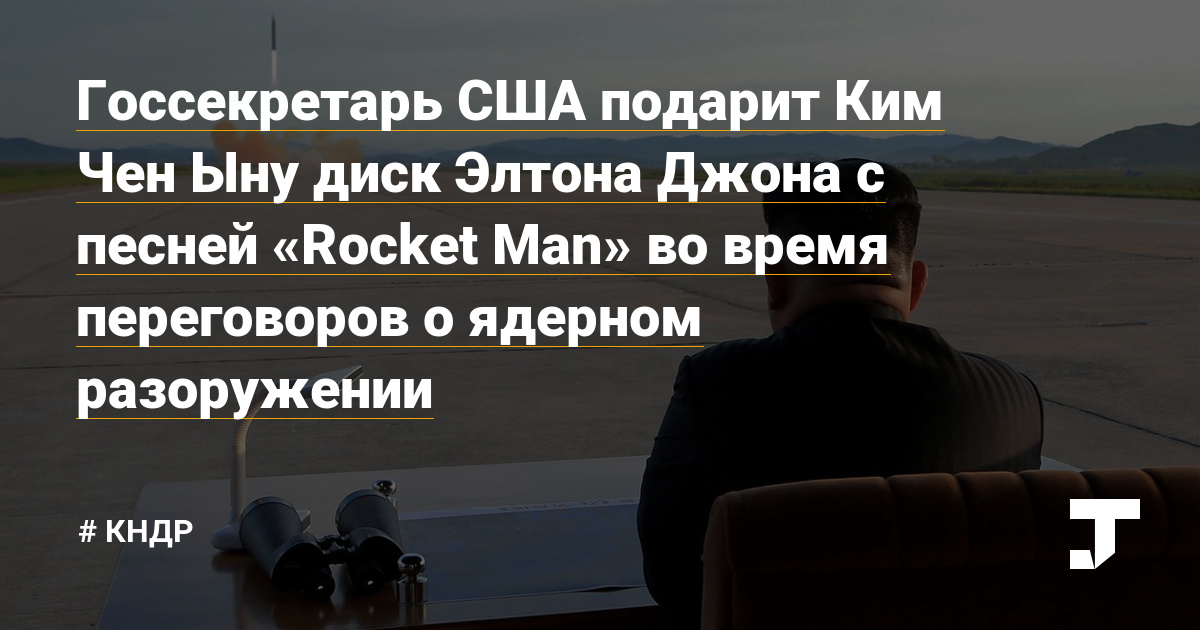 Госсекретарь США подарит Ким
Чен Ыну диск Элтона Джона с
песней «Rocket Man» во время
переговоров о ядерном
разоружении
# КНДР